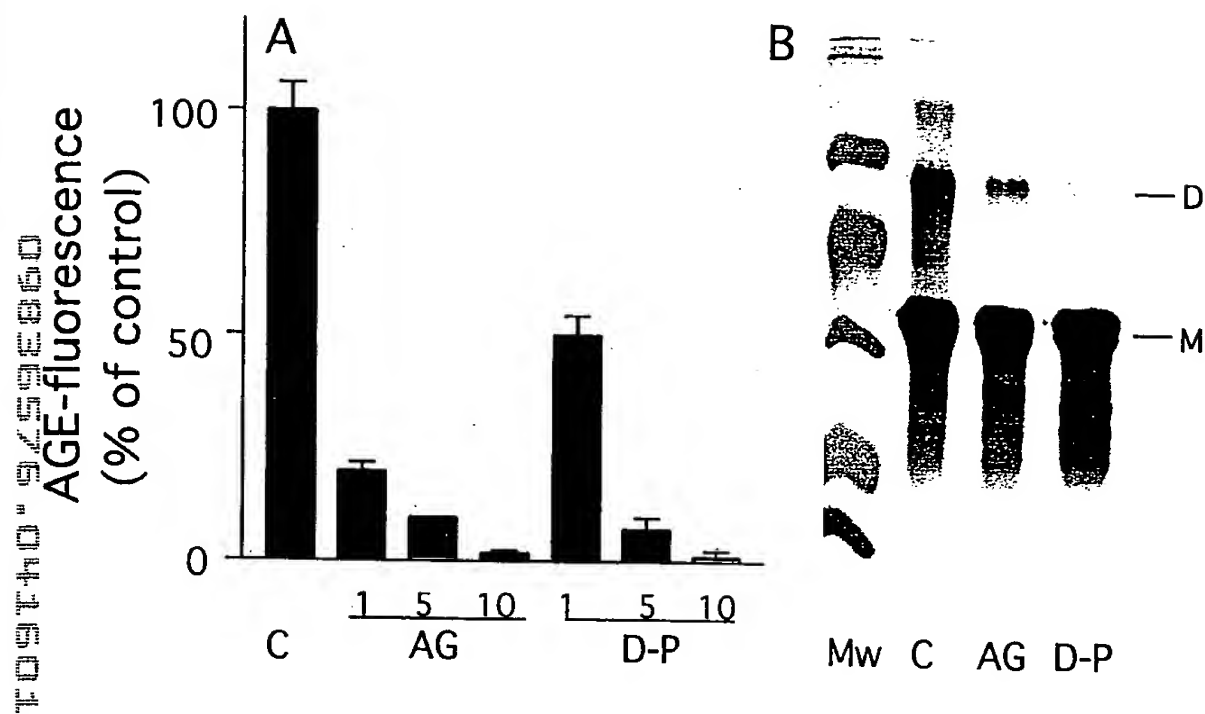 A
AGE-fluorescence
(% of control)
100
50
0
1 5 10 1 5 10
C AG D-P
B
D
M
Mw C AG D-P